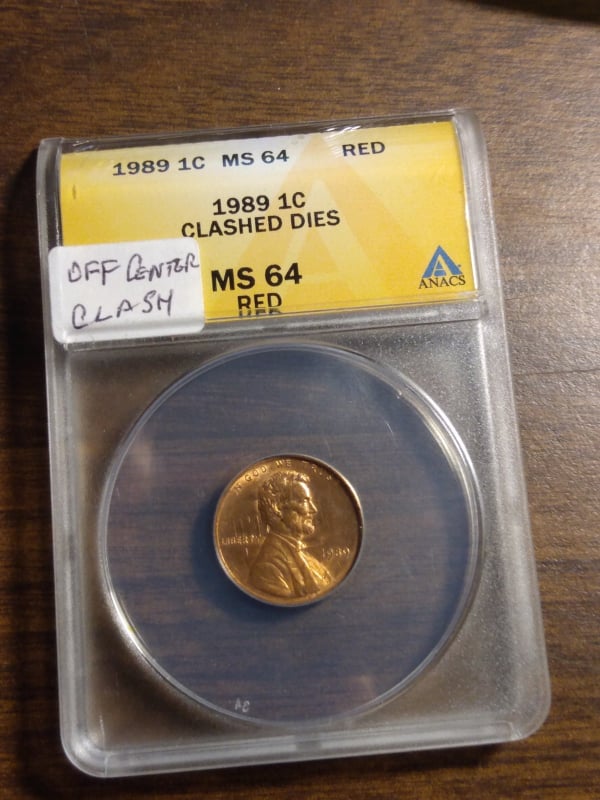 1989 1C MS 64 RED
1989 1C
CLASHED DIES
MS 64
RED
ANACS
OFF CENTER
CLASH
IN GOD WE TRUST
LIBERTY
1989